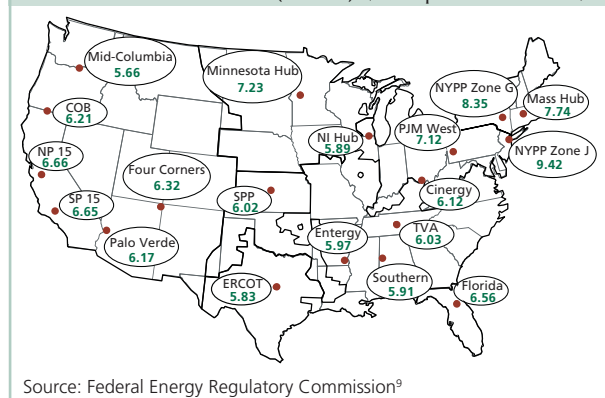 Mid-Columbia
5.66
Minnesota Hub
7.23
NYPP Zone G
8.35
Mass Hub
7.74
COB
6.21
NI Hub
5.89
PJM West
7.12
NYPP Zone J
9.42
NP 15
6.66
Four Corners
6.32
SPP
6.02
Cinergy
6.12
SP 15
6.65
Palo Verde
6.17
Entergy
5.97
TVA
6.03
ERCOT
5.83
Southern
5.91
Florida
6.56
Source: Federal Energy Regulatory Commission⁹